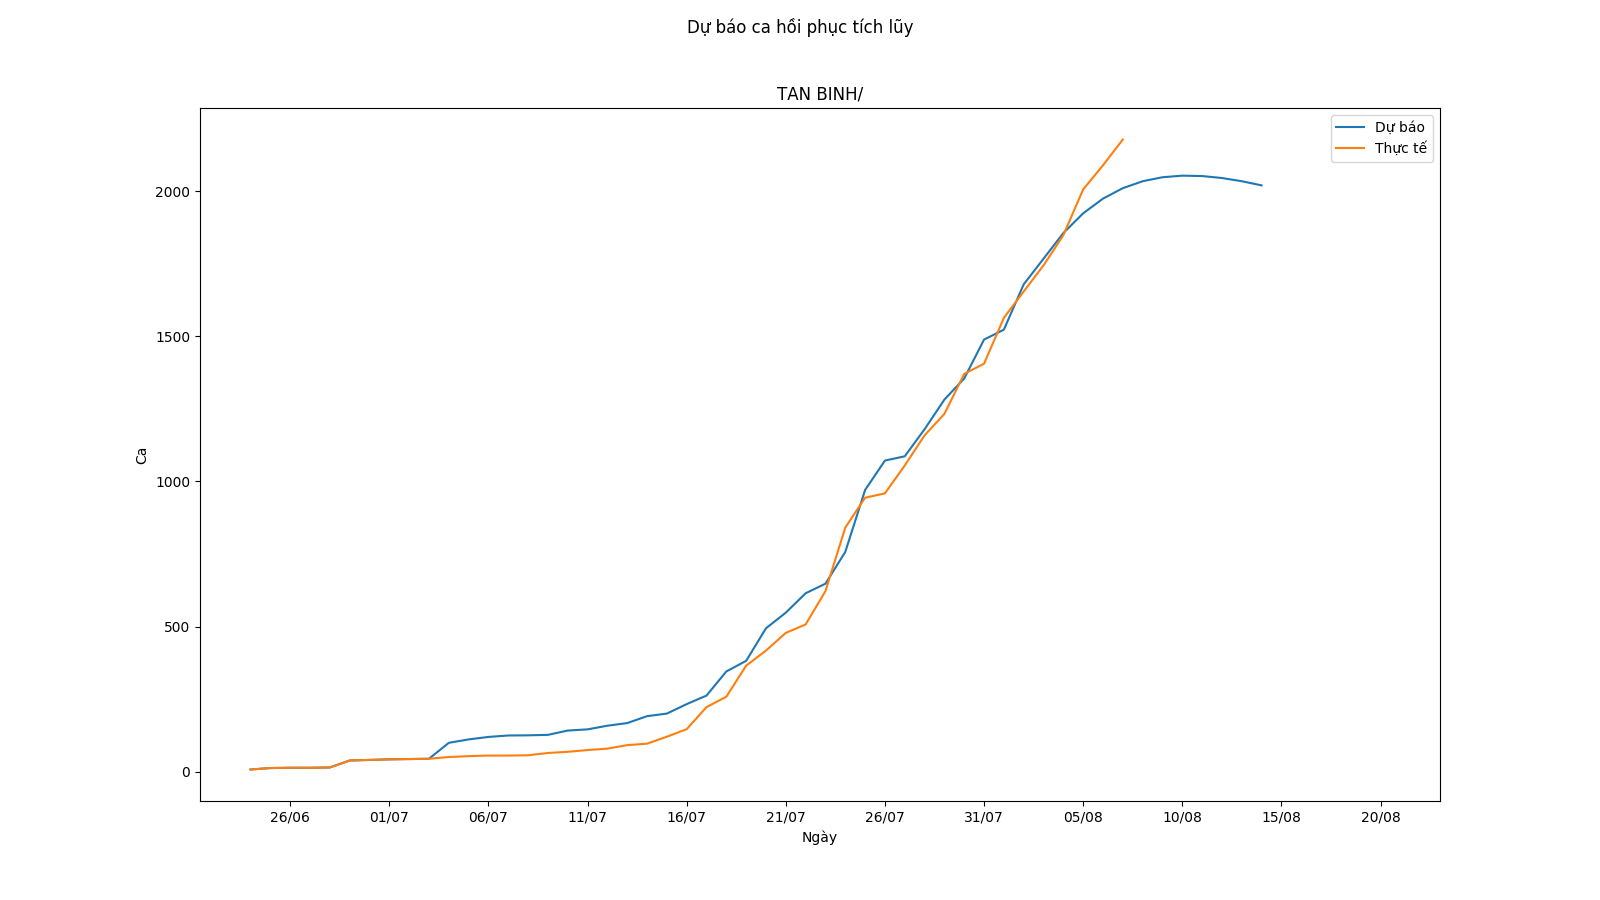 Dự báo ca hồi phục tích lũy
TAN BINH/
Dự báo
Thực tế
2000
1500
1000
500
0
Ca
26/06
01/07
06/07
11/07
16/07
21/07
26/07
31/07
05/08
10/08
15/08
20/08
Ngày